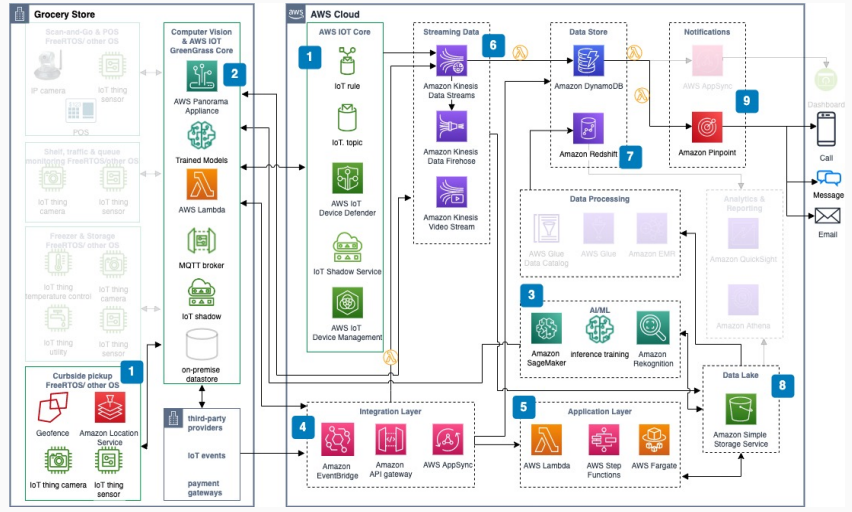 Grocery Store
Scan-and-Go & POS
FreeRTOS/ other OS
IP camera
IoT thing
sensor
POS
Shelf, traffic & queue
monitoring FreeRTOS/other OS
IoT thing
camera
IoT thing
sensor
Freezer & Storage
FreeRTOS/ other OS
IoT thing
temperature control
IoT thing
camera
IoT thing
utility
IoT thing
sensor
Curbside pickup
FreeRTOS/ other OS
1
Geofence
Amazon Location
Service
IoT thing camera
IoT thing
sensor
Computer Vision
& AWS IOT
GreenGrass Core
2
AWS Panorama
Appliance
Trained Models
AWS Lambda
MQTT broker
IoT shadow
on-premise
datastore
third-party
providers
IoT events
payment
gateways
aws
AWS Cloud
AWS IOT Core
1
IoT rule
IoT. topic
AWS IoT
Device Defender
IoT Shadow Service
AWS IoT
Device Management
Streaming Data
6
Amazon Kinesis
Data Streams
Amazon Kinesis
Data Firehose
Amazon Kinesis
Video Stream
Data Store
Amazon DynamoDB
Amazon Redshift
7
Notifications
AWS AppSync
9
Amazon Pinpoint
Dashboard
Call
Message
Email
Data Processing
AWS Glue
Data Catalog
AWS Glue
Amazon EMR
Analytics &
Reporting
Amazon QuickSight
Amazon Athena
3
AI/ML
Amazon
SageMaker
inference training
Amazon
Rekognition
Data Lake
8
Amazon Simple
Storage Service
Integration Layer
4
Amazon
EventBridge
Amazon
API gateway
AWS AppSync
5
Application Layer
AWS Lambda
AWS Step
Functions
AWS Fargate